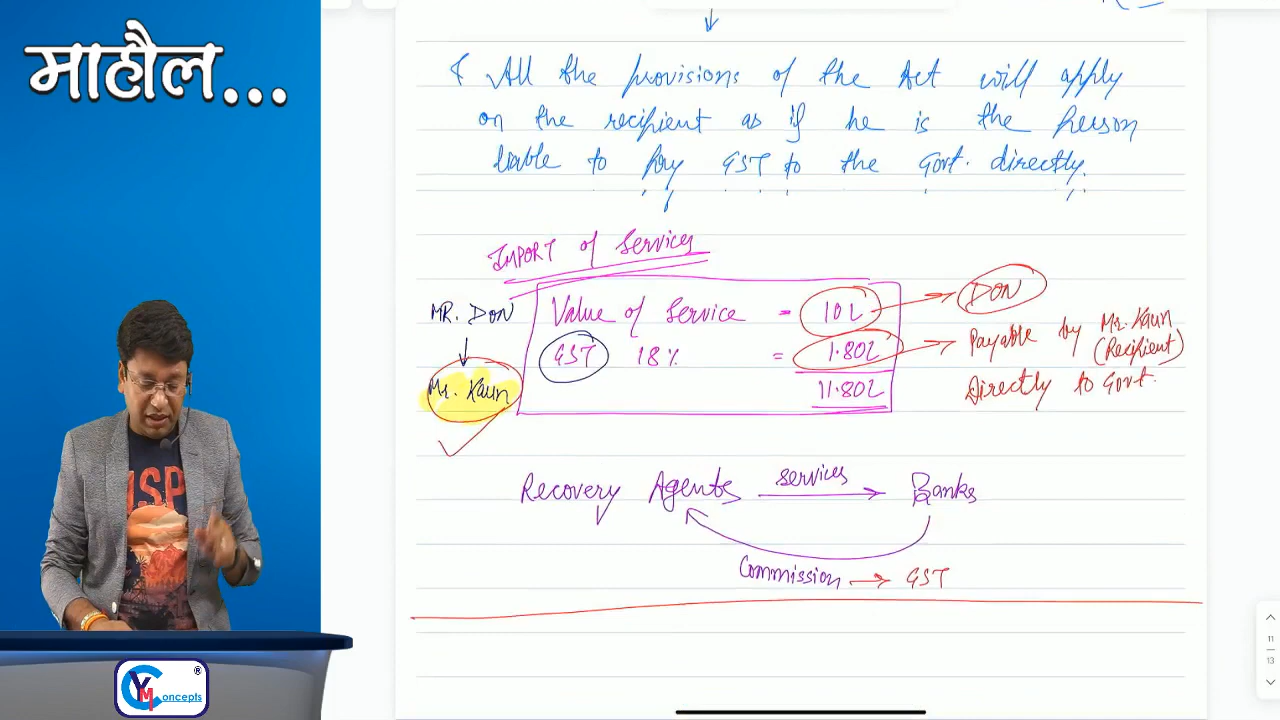 माहौल...
All the provisions of the Act will apply
on the recipient as if he is the person
liable to pay GST to the Govt. directly.
IMPORT of Services
MR. DON
Value of Service = 10L
DON
GST 18% = 1.80L
Payable by Mr. Kaun
(Recipient)
Mr. Kaun
11.80L
Directly to Govt.
Recovery Agents services Banks
Commission → GST
11
13
YM Concepts
®